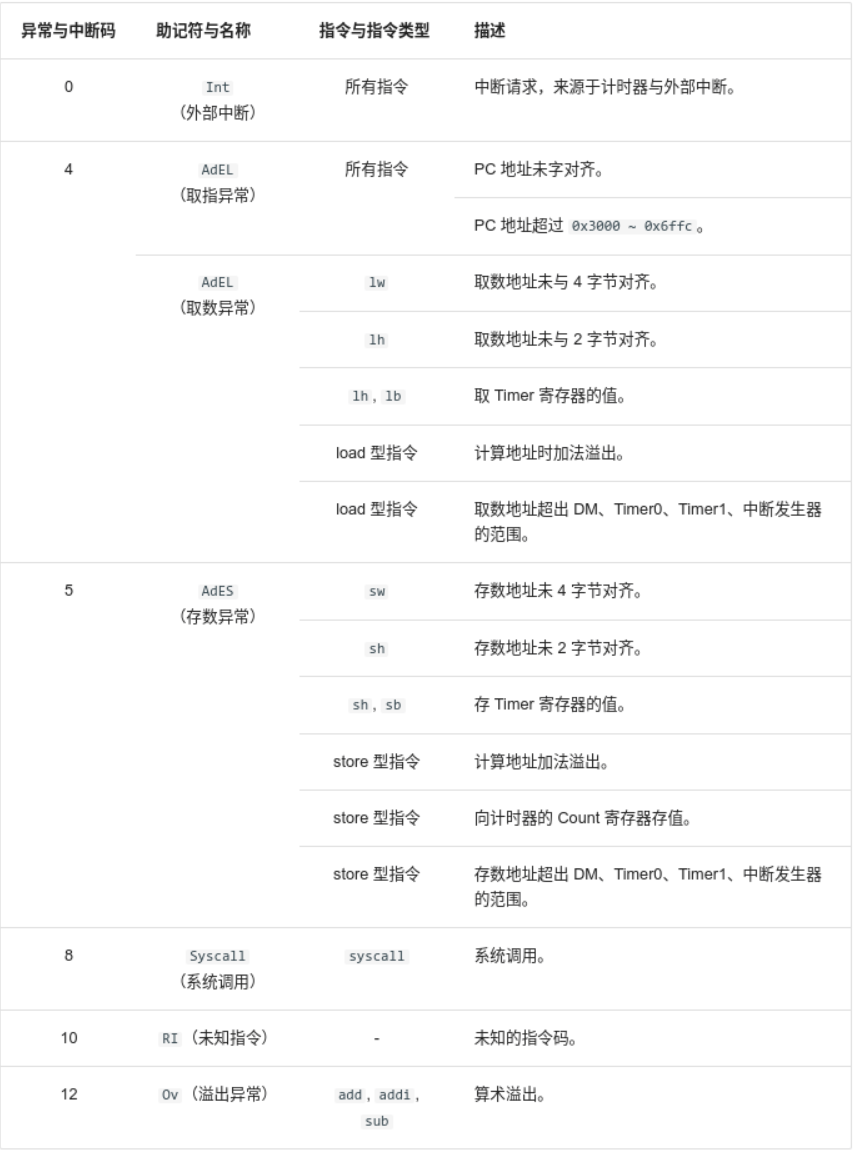 异常与中断码 助记符与名称 指令与指令类型 描述
0 Int 所有指令 中断请求，来源于计时器与外部中断。
（外部中断）
4 AdEL 所有指令 PC 地址未字对齐。
（取指异常）
PC 地址超过 0x3000 ~ 0x6ffc。
AdEL lw 取数地址未与 4 字节对齐。
（取数异常）
lh 取数地址未与 2 字节对齐。
lh, lb 取 Timer 寄存器的值。
load 型指令 计算地址时加法溢出。
load 型指令 取数地址超出 DM、Timer0、Timer1、中断发生器
的范围。
5 AdES sw 存数地址未 4 字节对齐。
（存数异常）
sh 存数地址未 2 字节对齐。
sh, sb 存 Timer 寄存器的值。
store 型指令 计算地址加法溢出。
store 型指令 向计时器的 Count 寄存器存值。
store 型指令 存数地址超出 DM、Timer0、Timer1、中断发生器
的范围。
8 Syscall syscall 系统调用。
（系统调用）
10 RI（未知指令） - 未知的指令码。
12 Ov（溢出异常） add, addi, 算术溢出。
sub